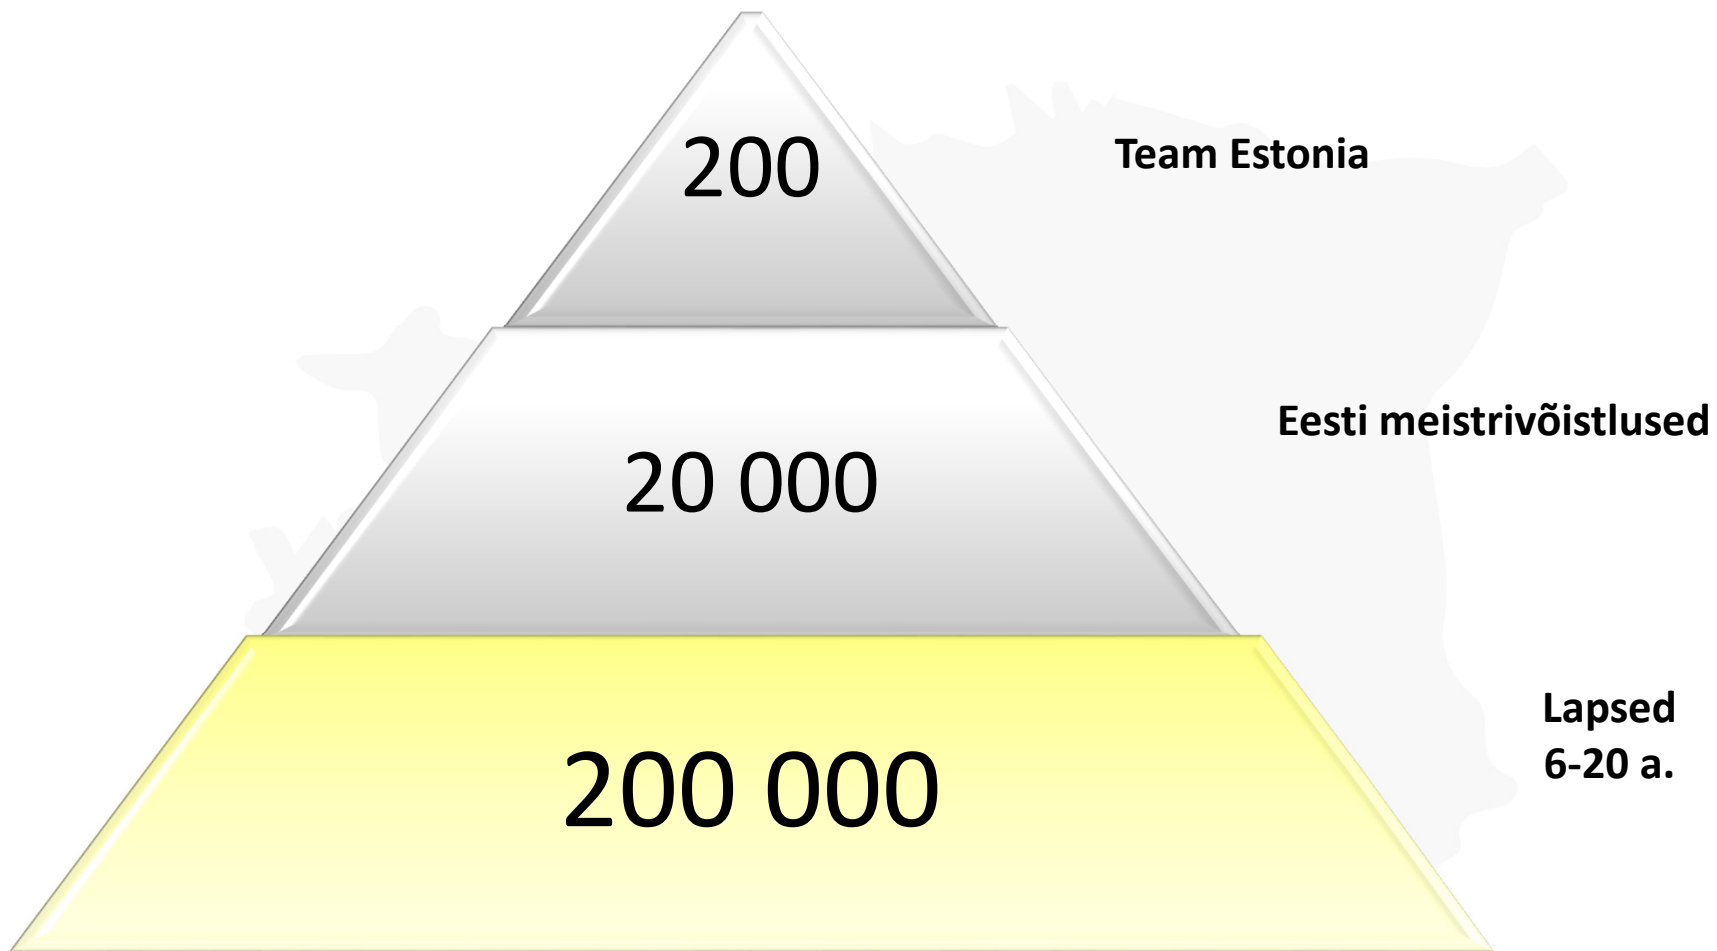 200
Team Estonia
20 000
Eesti meistrivõistlused
200 000
Lapsed
6-20 a.